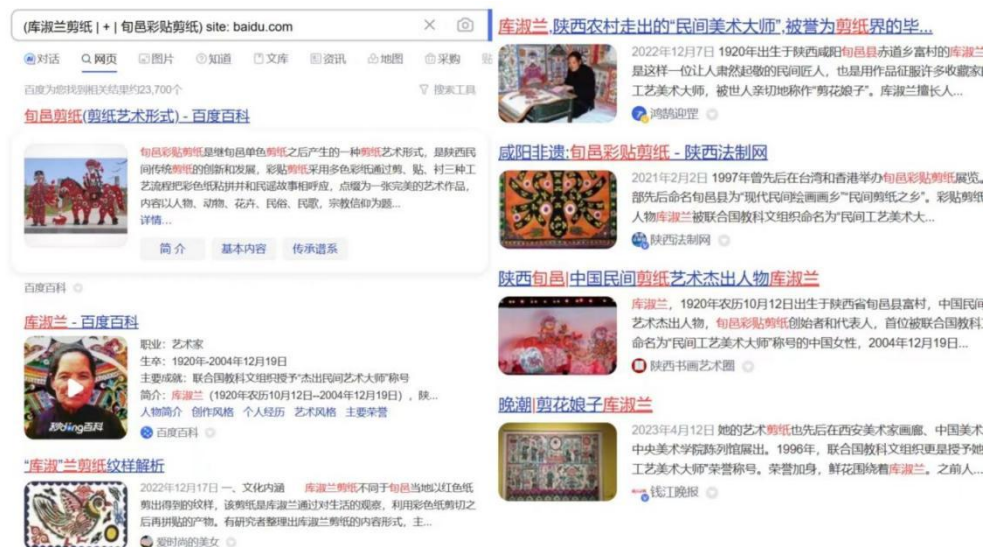 (库淑兰剪纸 | + | 旬邑彩贴剪纸) site: baidu.com
对话 网页 图片 知道 文库 资讯 地图 采购 贴
百度为您找到相关结果约23,700个 搜索工具
旬邑剪纸(剪纸艺术形式) - 百度百科
旬邑彩贴剪纸是继旬邑单色剪纸之后产生的一种剪纸艺术形式，是陕西民
间传统剪纸的创新和发展，彩贴剪纸采用多色彩纸通过剪、贴、衬三种工
艺流程把彩色纸粘拼并和民谣故事相呼应，点缀为一张完美的艺术作品，
内容以人物、动物、花卉、民俗、民歌，宗教信仰为题...
详情...
简 介 基本内容 传承谱系
百度百科
库淑兰 - 百度百科
职业：艺术家
生卒：1920年-2004年12月19日
主要成就：联合国教科文组织授予“杰出民间艺术大师”称号
简介：库淑兰（1920年农历10月12日--2004年12月19日），陕...
人物简介 创作风格 个人经历 艺术风格 主要荣誉
秒dǒng百科
百度百科
“库淑”兰剪纸纹样解析
2022年12月17日 一、文化内涵 库淑兰剪纸不同于旬邑当地以红色纸
剪出得到的纹样，该剪纸是库淑兰通过对生活的观察，利用彩色纸剪切之
后再拼贴的产物。有研究者整理出库淑兰剪纸的内容形式，主...
爱时尚的美女
库淑兰,陕西农村走出的“民间美术大师”,被誉为剪纸界的毕...
2022年12月7日 1920年出生于陕西咸阳旬邑县赤道乡富村的库淑兰
是这样一位让人肃然起敬的民间匠人，也是用作品征服许多收藏家的
工艺美术大师，被世人亲切地称作“剪花娘子”。库淑兰擅长人...
鸿鹄迎罡
咸阳非遗:旬邑彩贴剪纸 - 陕西法制网
2021年2月2日 1997年曾先后在台湾和香港举办旬邑彩贴剪纸展览。
部先后命名旬邑县为“现代民间绘画画乡”“民间剪纸之乡”。彩贴剪纸
人物库淑兰被联合国教科文组织命名为“民间工艺美术大...
陕西法制网
陕西旬邑|中国民间剪纸艺术杰出人物库淑兰
库淑兰，1920年农历10月12日出生于陕西省旬邑县富村，中国民间
艺术杰出人物，旬邑彩贴剪纸创始者和代表人，首位被联合国教科
命名为“民间工艺美术大师”称号的中国女性，2004年12月19日...
陕西书画艺术圈
晚潮|剪花娘子库淑兰
2023年4月12日 她的艺术剪纸也先后在西安美术家画廊、中国美术
中央美术学院陈列馆展出。1996年，联合国教科文组织更是授予她
工艺美术大师”荣誉称号。荣誉加身，鲜花围绕着库淑兰。之前人...
钱江晚报